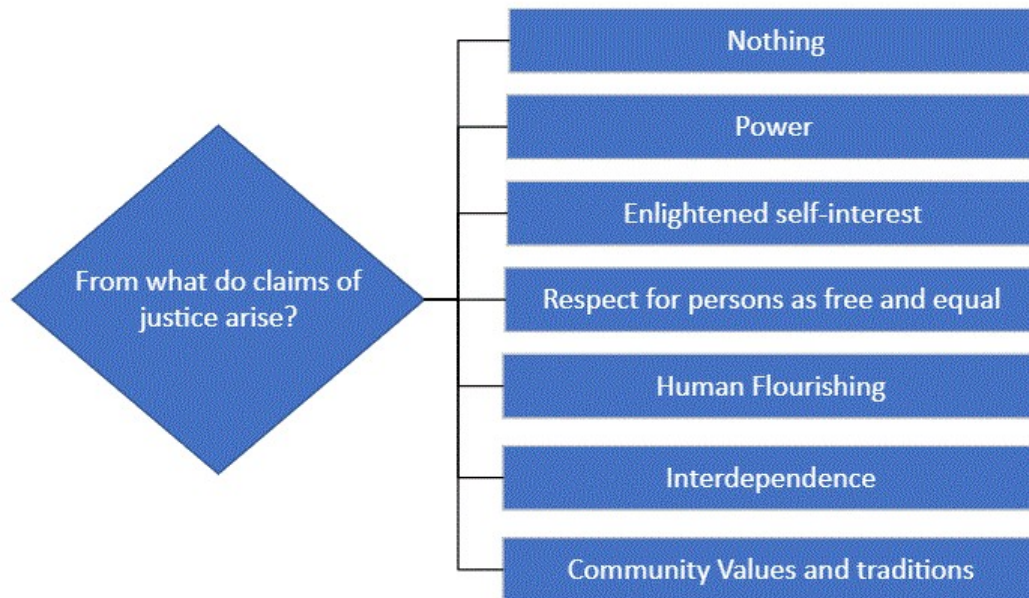 From what do claims of
justice arise?
Nothing
Power
Enlightened self-interest
Respect for persons as free and equal
Human Flourishing
Interdependence
Community Values and traditions